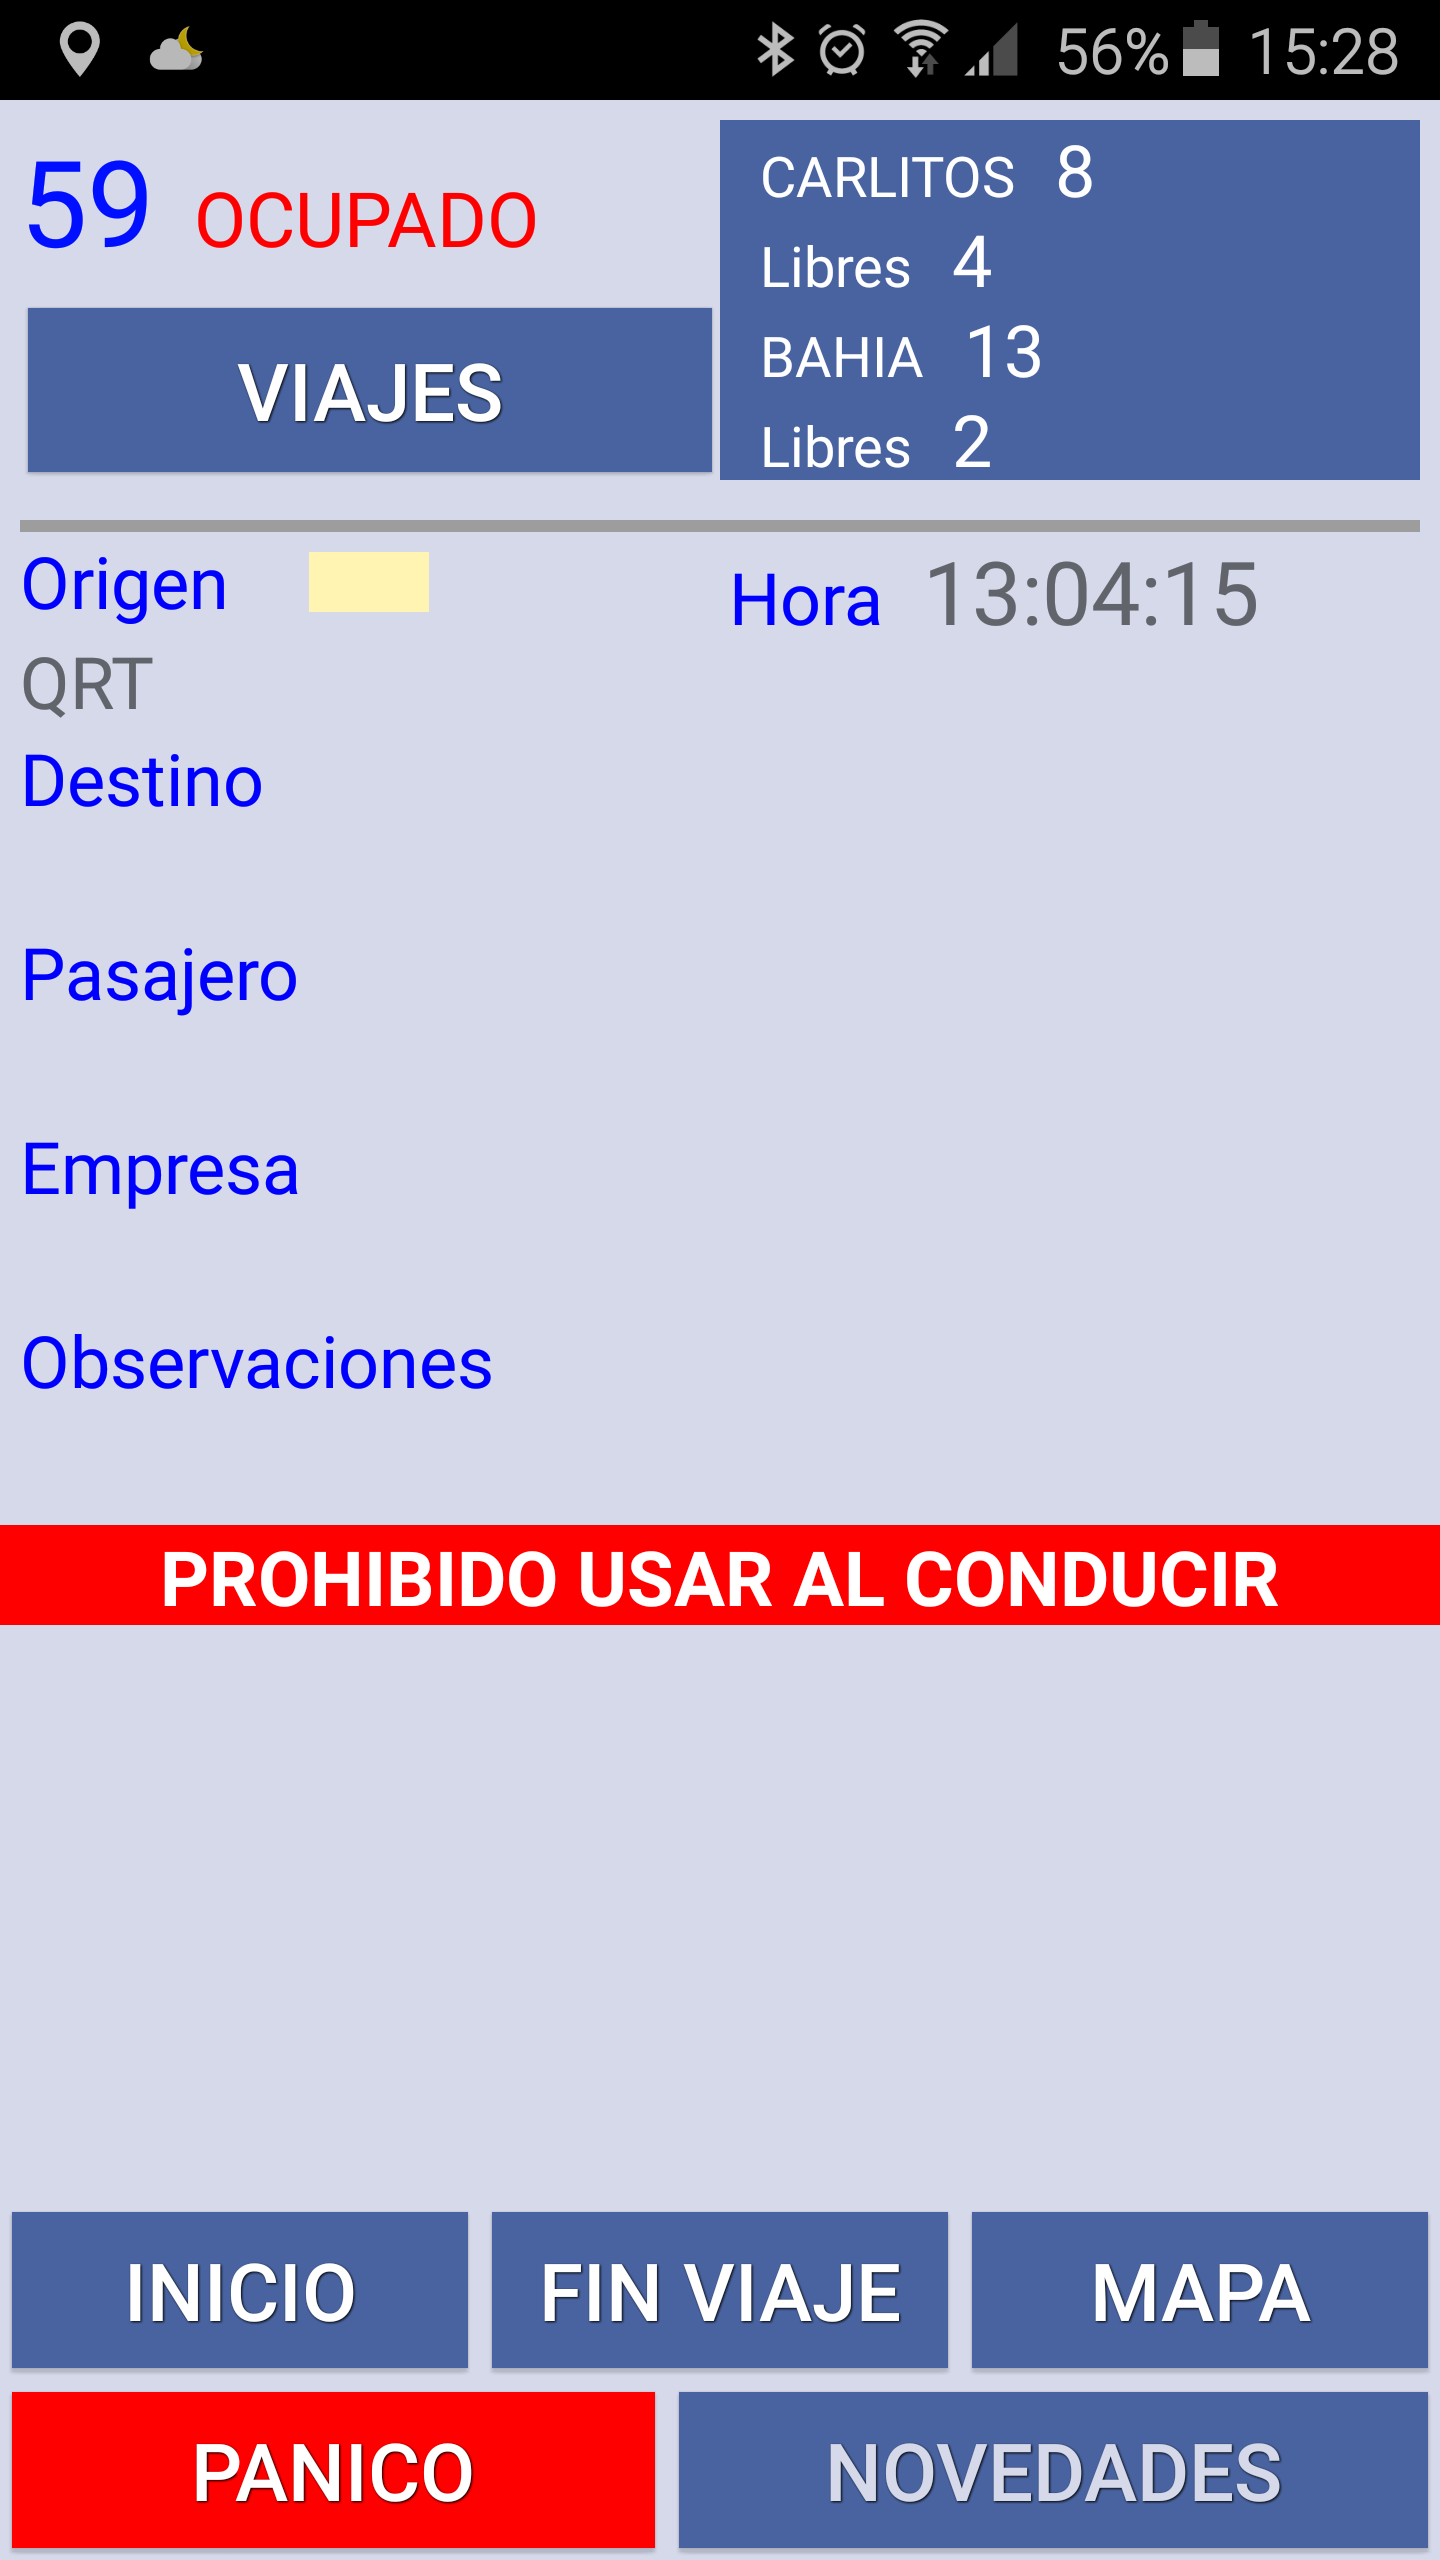 56% 15:28
59 OCUPADO
VIAJES
CARLITOS 8
Libres 4
BAHIA 13
Libres 2
Origen
Hora 13:04:15
QRT
Destino
Pasajero
Empresa
Observaciones
PROHIBIDO USAR AL CONDUCIR
INICIO FIN VIAJE MAPA
PANICO NOVEDADES